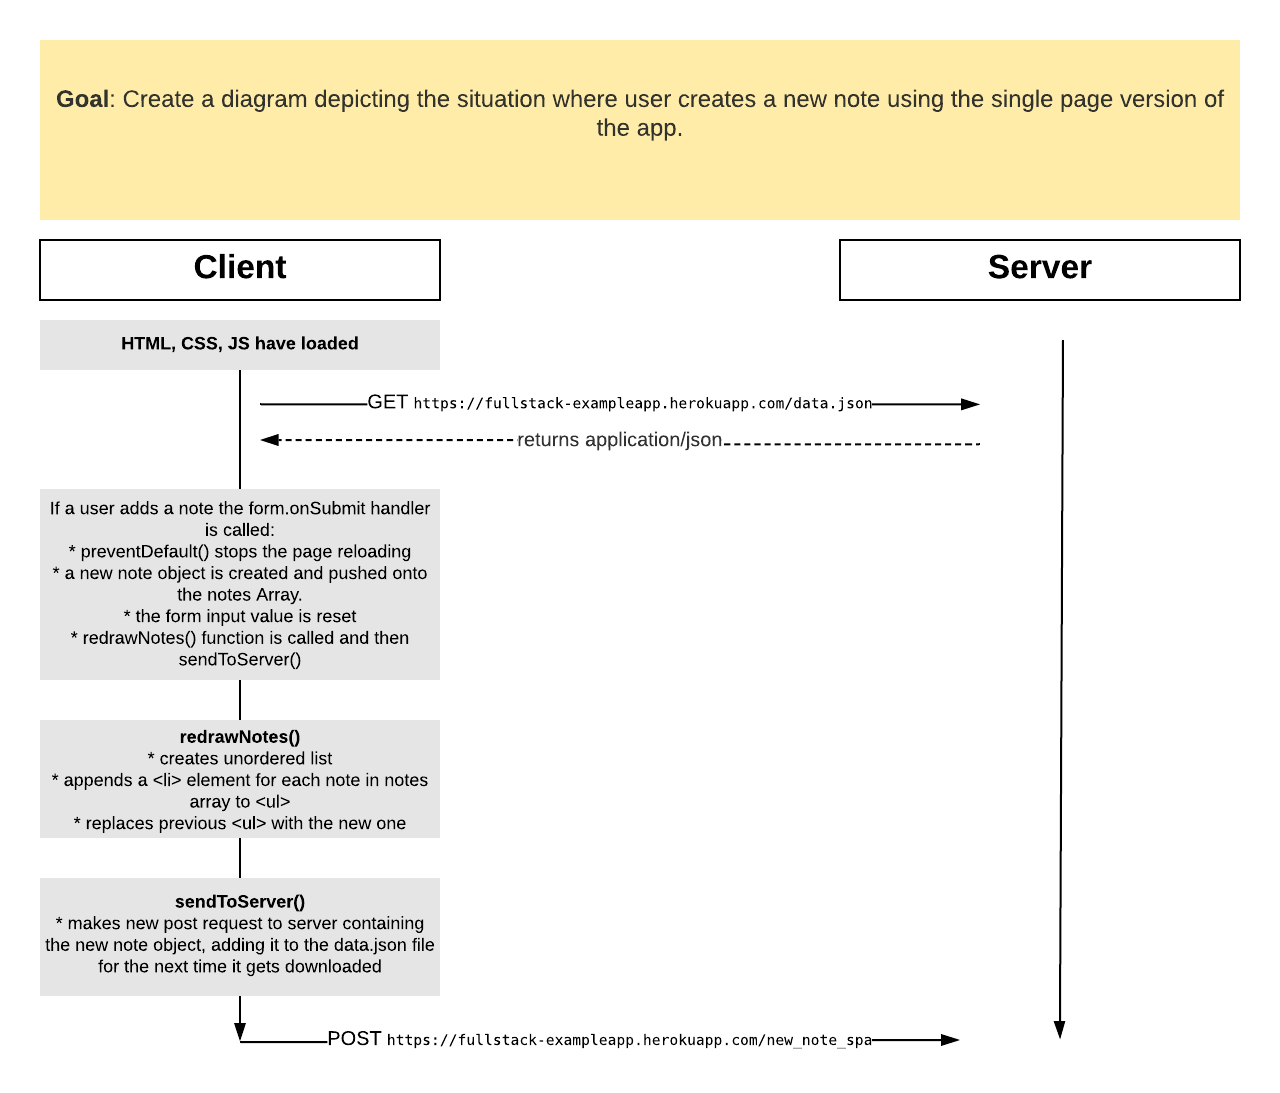 Goal: Create a diagram depicting the situation where user creates a new note using the single page version of
the app.
Client
Server
HTML, CSS, JS have loaded
GET https://fullstack-exampleapp.herokuapp.com/data.json
returns application/json
If a user adds a note the form.onSubmit handler
is called:
* preventDefault() stops the page reloading
* a new note object is created and pushed onto
the notes Array.
* the form input value is reset
* redrawNotes() function is called and then
sendToServer()
redrawNotes()
* creates unordered list
* appends a <li> element for each note in notes
array to <ul>
* replaces previous <ul> with the new one
sendToServer()
* makes new post request to server containing
the new note object, adding it to the data.json file
for the next time it gets downloaded
POST https://fullstack-exampleapp.herokuapp.com/new_note_spa